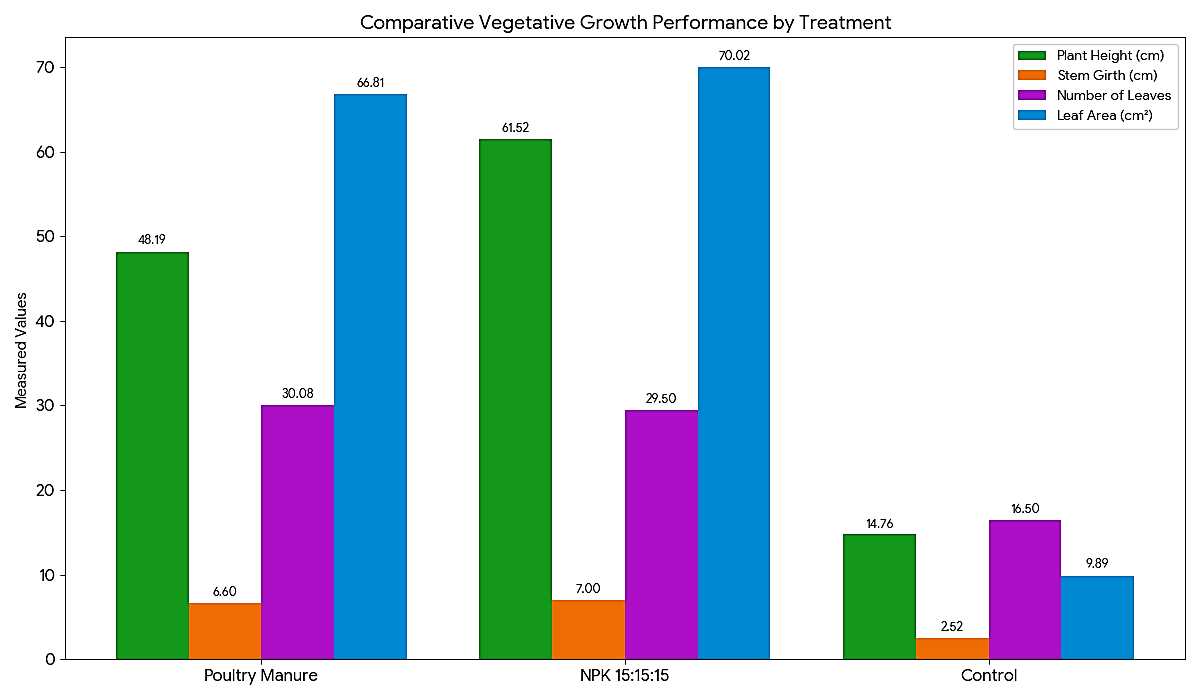 Comparative Vegetative Growth Performance by Treatment
Plant Height (cm)
Stem Girth (cm)
Number of Leaves
Leaf Area (cm²)
Measured Values
70
60
50
40
30
20
10
0
48.19
6.60
30.08
66.81
61.52
7.00
29.50
70.02
14.76
2.52
16.50
9.89
Poultry Manure
NPK 15:15:15
Control